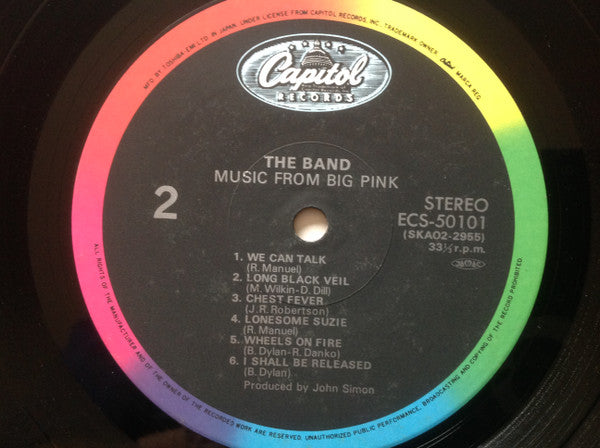 MFD. BY TOSHIBA EMI LTD. IN JAPAN, UNDER LICENSE FROM CAPITOL RECORDS, INC., TRADEMARK OWNER. Capitol MARCA REG.
Capitol
RECORDS
THE BAND
MUSIC FROM BIG PINK
2
STEREO
ECS-50101
(SKAO2-2955)
33⅓ r.p.m.
1. WE CAN TALK
(R. Manuel)
2. LONG BLACK VEIL
(M. Wilkin-D. Dill)
3. CHEST FEVER
(J.R. Robertson)
4. LONESOME SUZIE
(R. Manuel)
5. WHEELS ON FIRE
(B. Dylan-R. Danko)
6. I SHALL BE RELEASED
(B. Dylan)
Produced by John Simon
ALL RIGHTS OF THE MANUFACTURER AND OF THE OWNER OF THE RECORDED WORK ARE RESERVED. UNAUTHORIZED PUBLIC PERFORMANCE, BROADCASTING AND COPYING OF THE RECORD PROHIBITED.